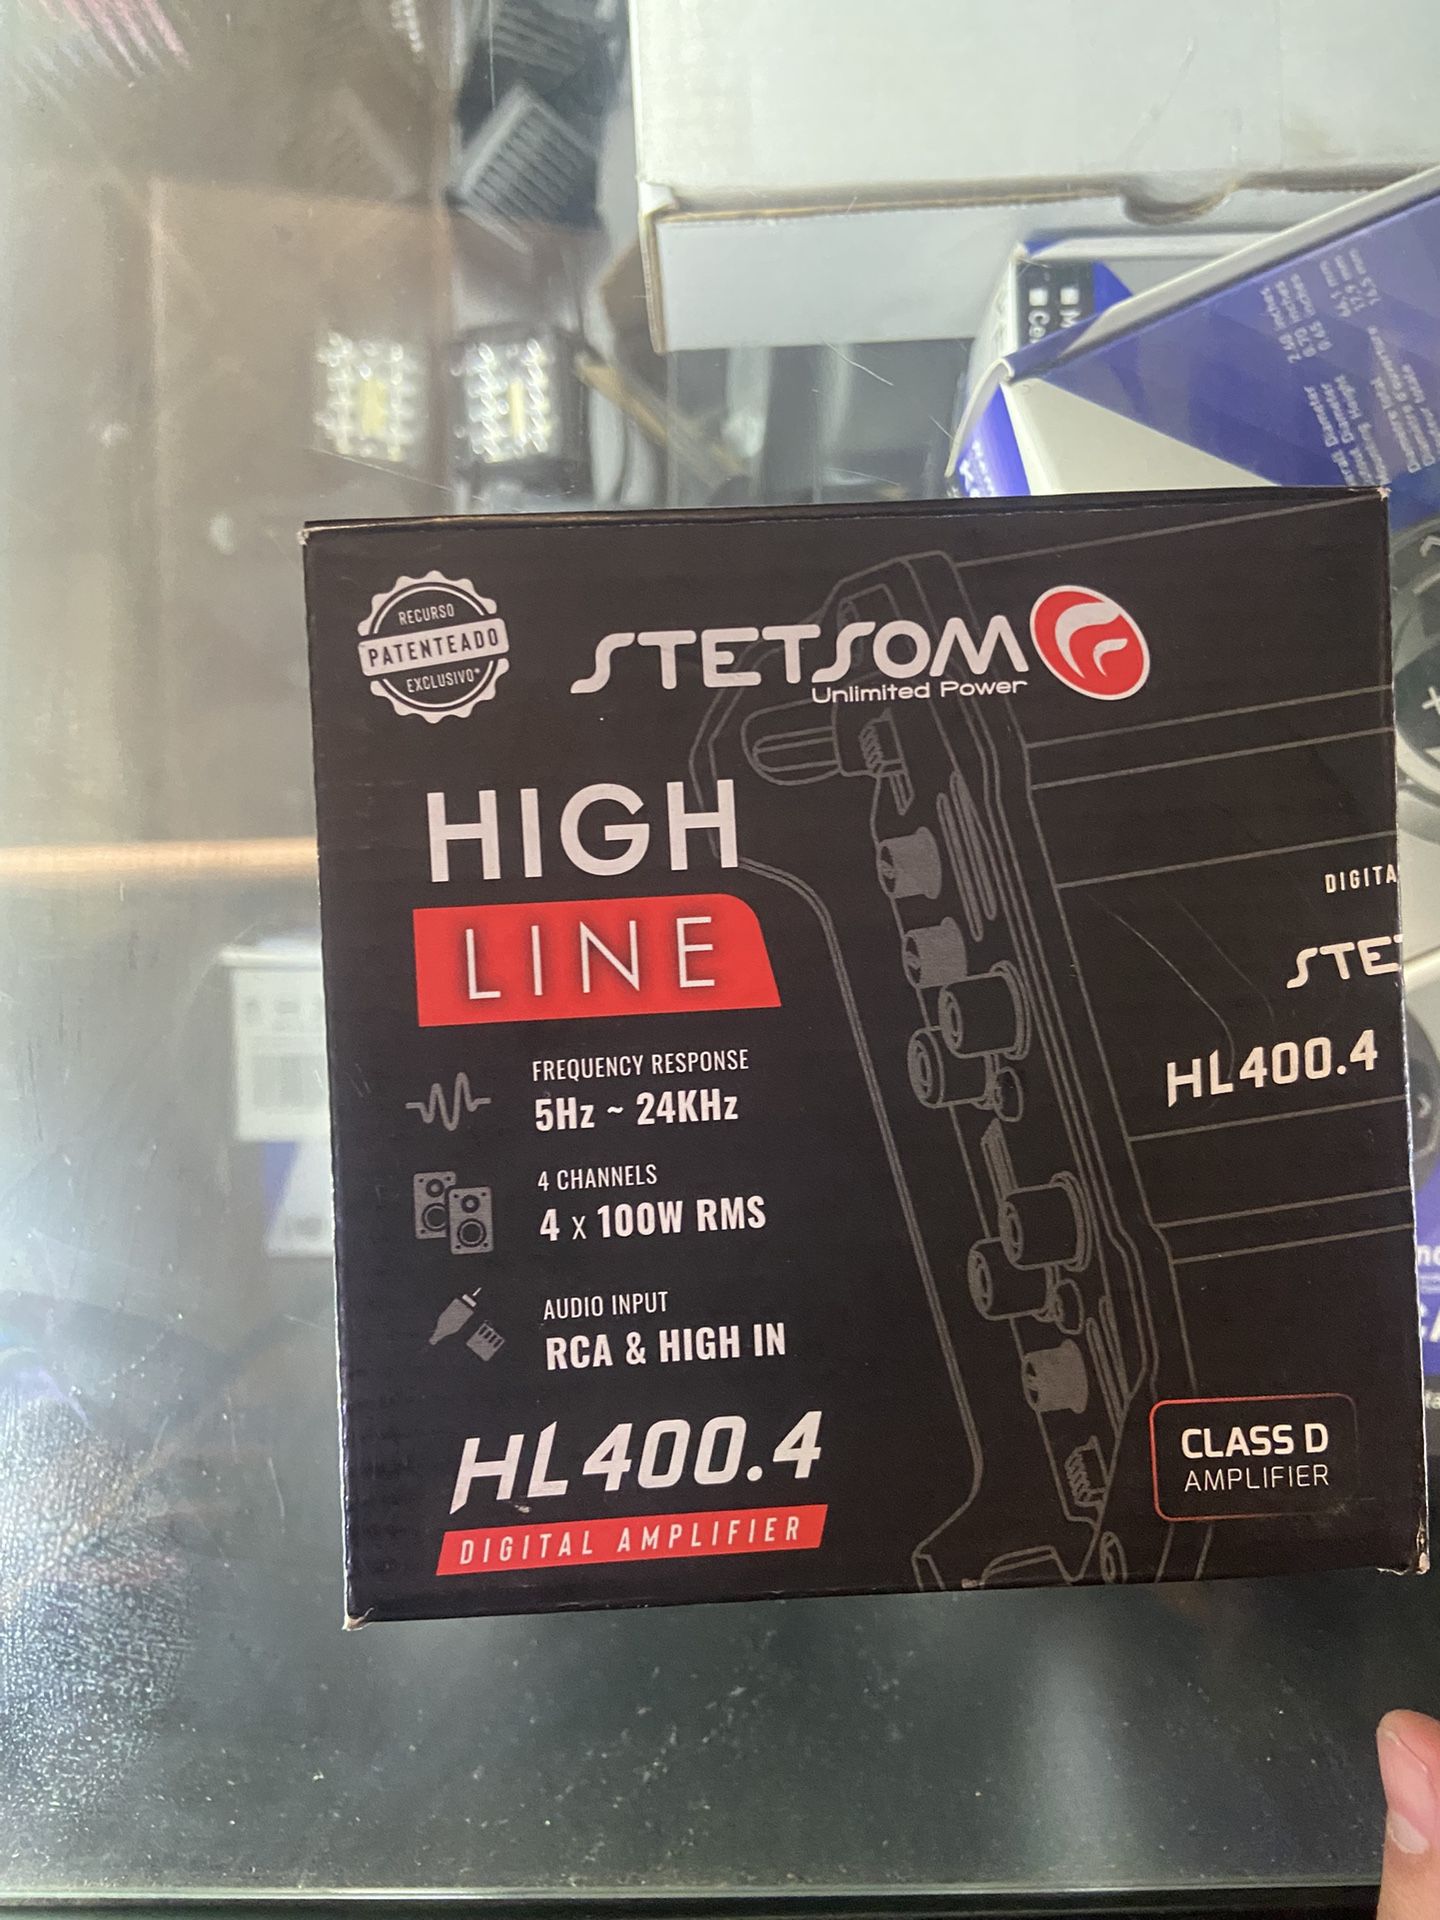 RECURSO
PATENTEADO
EXCLUSIVO*
STETSOM
Unlimited Power
HIGH
LINE
FREQUENCY RESPONSE
5Hz ~ 24KHz
4 CHANNELS
4 x 100W RMS
AUDIO INPUT
RCA & HIGH IN
HL400.4
DIGITAL AMPLIFIER
DIGITA
STE
HL400.4
CLASS D
AMPLIFIER